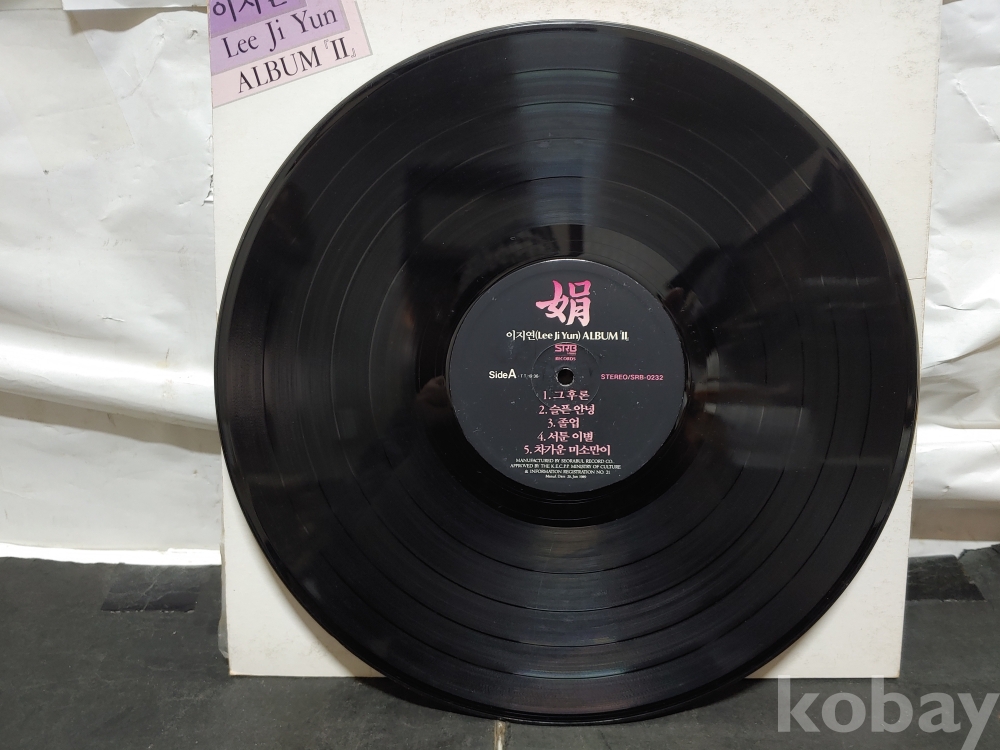 이지연
Lee Ji Yun
ALBUM『II』
娟
이지연(Lee Ji Yun) ALBUM『II』
SRB
RECORDS
Side A
STEREO/SRB-0232
1. 그 후론
2. 슬픈 안녕
3. 졸업
4. 서툰 이별
5. 차가운 미소만이
MANUFACTURED BY SEORABUL RECORD CO.
APPROVED BY THE K.E.C.P.P. MINISTRY OF CULTURE
& INFORMATION REGISTRATION NO. 21
kobay